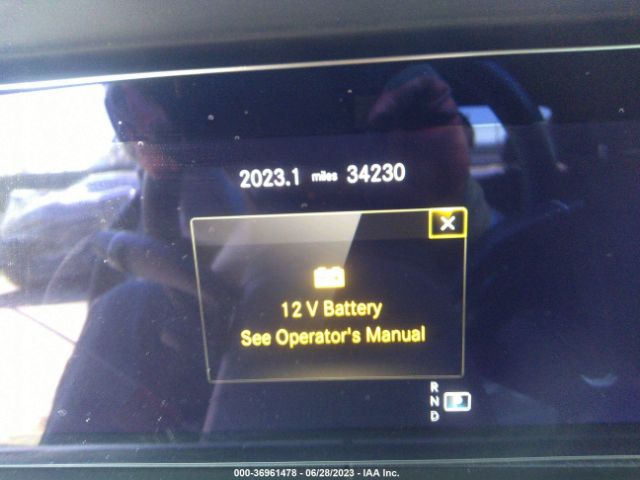 2023.1 miles 34230
X
12 V Battery
See Operator's Manual
R
N P
D
000-36961478 - 06/28/2023 - IAA Inc.